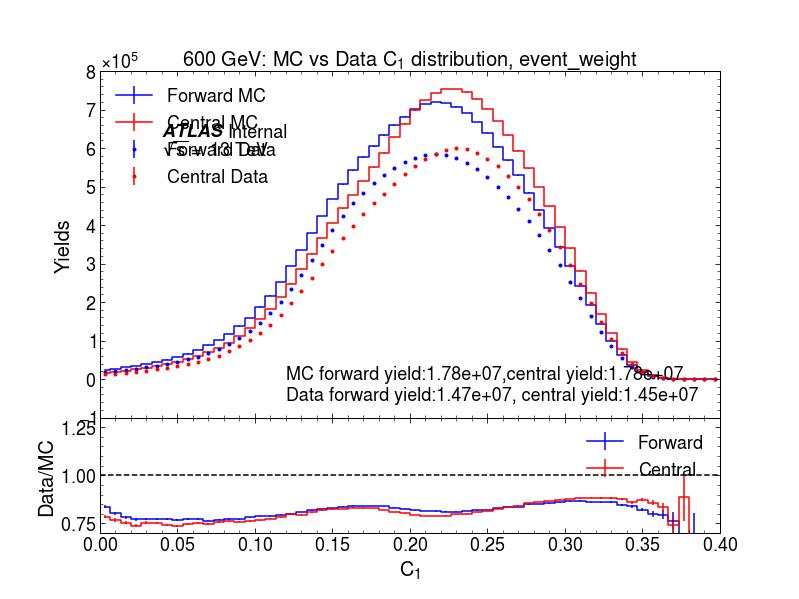 600 GeV: MC vs Data C₁ distribution, event_weight
×10⁵
8
7
6
5
4
3
2
1
0
−1
Yields
Forward MC
Central MC
ATLAS Internal
√s = 13 TeV
Forward Data
Central Data
MC forward yield:1.78e+07,central yield:1.78e+07
Data forward yield:1.47e+07, central yield:1.45e+07
1.25
1.00
0.75
Data/MC
Forward
Central
0.00 0.05 0.10 0.15 0.20 0.25 0.30 0.35 0.40
C₁